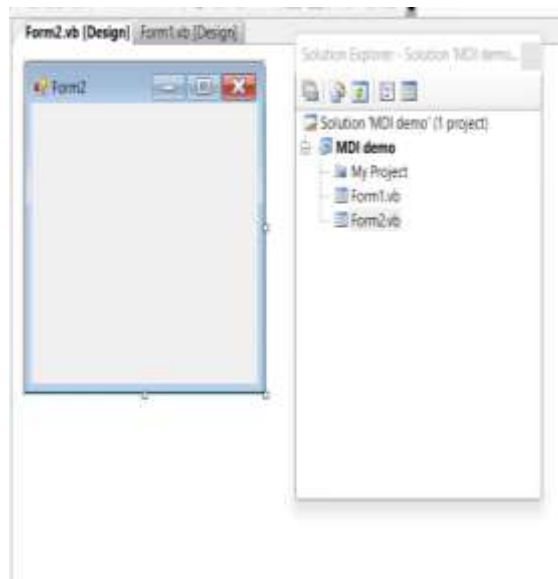 Form2.vb [Design] Form1.vb [Design]
Form2
Solution Explorer - Solution 'MDI demo...
Solution 'MDI demo' (1 project)
MDI demo
My Project
Form1.vb
Form2.vb